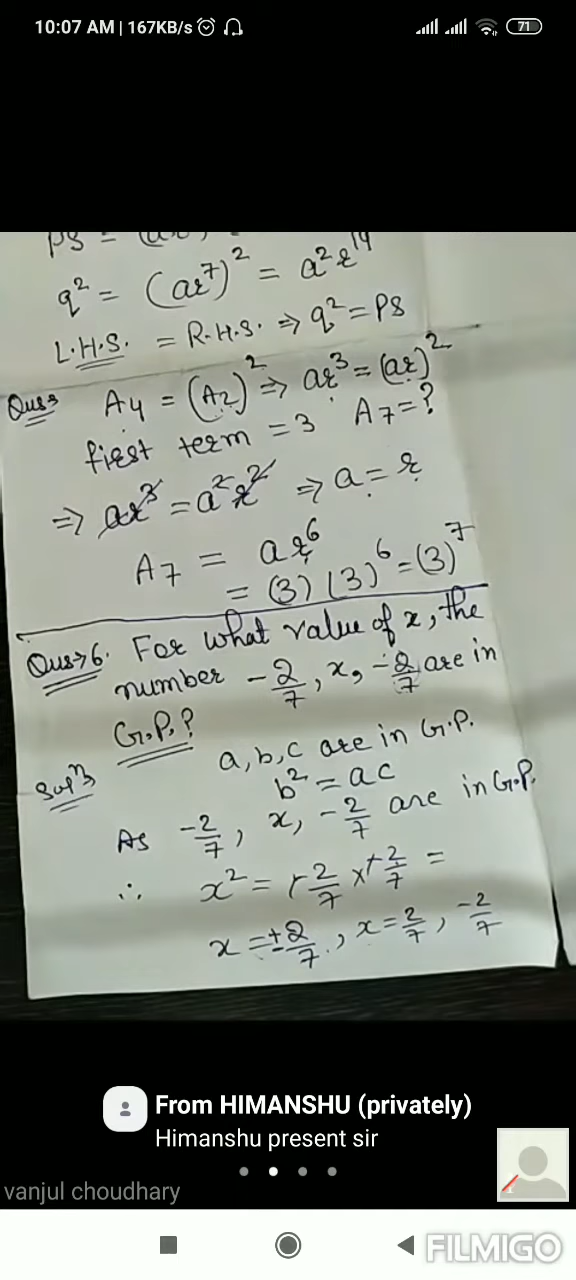 10:07 AM | 167KB/s
71
q² = (ar⁷)² = a²r¹⁴
L.H.S. = R.H.S. ⇒ q² = PS
Qus 3 A4 = (A2)² ⇒ ar³ = (ar)²
first term = 3 A7 = ?
⇒ ar³ = a²r² ⇒ a = r
A7 = ar⁶
= (3) (3)⁶ = (3)⁷
Qus→6. For what value of x, the
number -2/7, x, -2/7 are in
G.P.?
Solⁿ a, b, c are in G.P.
b² = ac
As -2/7, x, -2/7 are in G.P.
∴ x² = -2/7 × -2/7 =
x = ±2/7, x = 2/7, -2/7
From HIMANSHU (privately)
Himanshu present sir
vanjul choudhary
FILMIGO